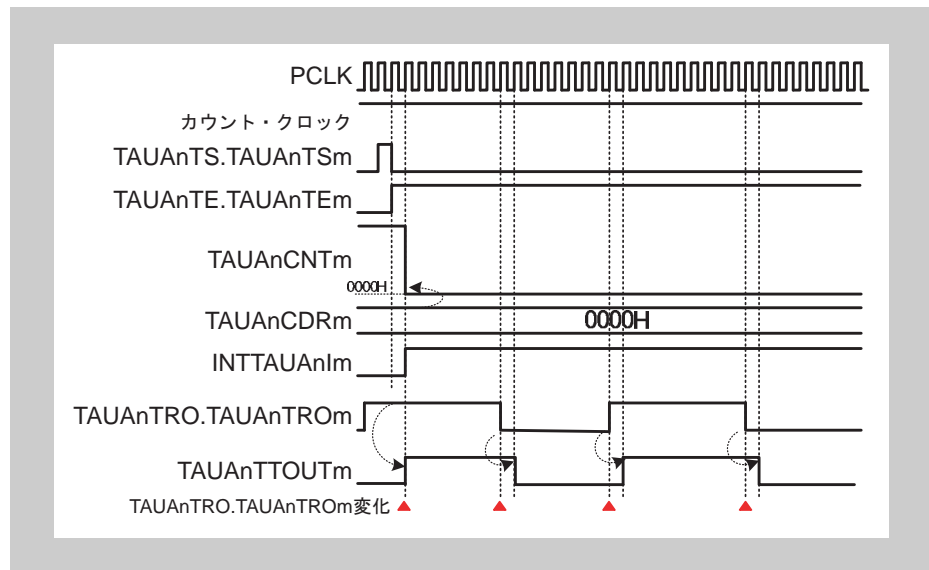 PCLK
カウント・クロック
TAUAnTS.TAUAnTSm
TAUAnTE.TAUAnTEm
TAUAnCNTm
0000H
TAUAnCDRm
0000H
INTTAUAnIm
TAUAnTRO.TAUAnTROm
TAUAnTTOUTm
TAUAnTRO.TAUAnTROm変化